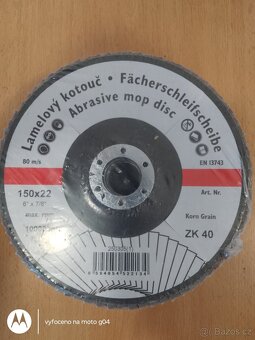 Lamelový kotouč • Fächerschleifscheibe
Abrasive mop disc
80 m/s
EN 13743
150x22
Art. Nr.
6" x 7/8"
Korn Grain
ZK 40
vyfoceno na moto g04